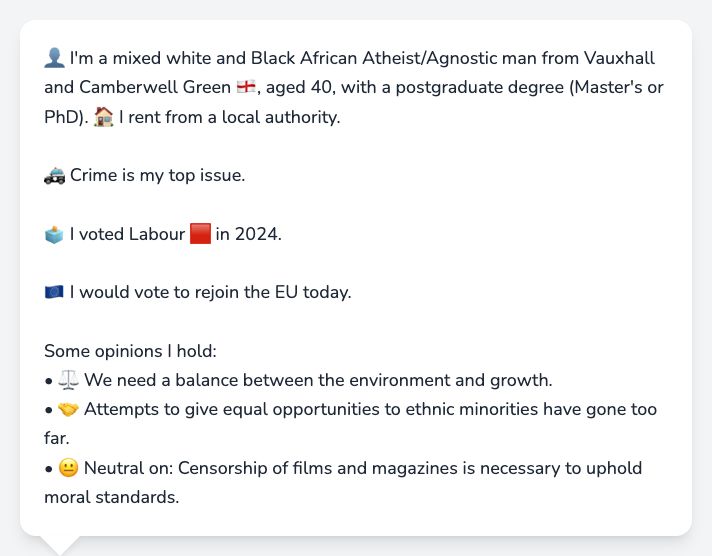 👤 I'm a mixed white and Black African Atheist/Agnostic man from Vauxhall
and Camberwell Green 🏴󠁧󠁢󠁥󠁮󠁧󠁿, aged 40, with a postgraduate degree (Master's or
PhD). 🏠 I rent from a local authority.
🚓 Crime is my top issue.
🗳️ I voted Labour 🟥 in 2024.
🇪🇺 I would vote to rejoin the EU today.
Some opinions I hold:
• ⚖️ We need a balance between the environment and growth.
• 🤝 Attempts to give equal opportunities to ethnic minorities have gone too
far.
• 😐 Neutral on: Censorship of films and magazines is necessary to uphold
moral standards.